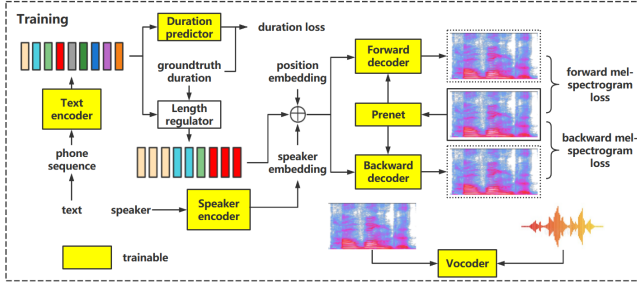 Training
Duration
predictor
duration loss
groundtruth
duration
position
embedding
Forward
decoder
forward mel-
spectrogram
loss
Text
encoder
Length
regulator
Prenet
phone
sequence
speaker
embedding
Backward
decoder
backward mel-
spectrogram
loss
text
speaker
Speaker
encoder
trainable
Vocoder